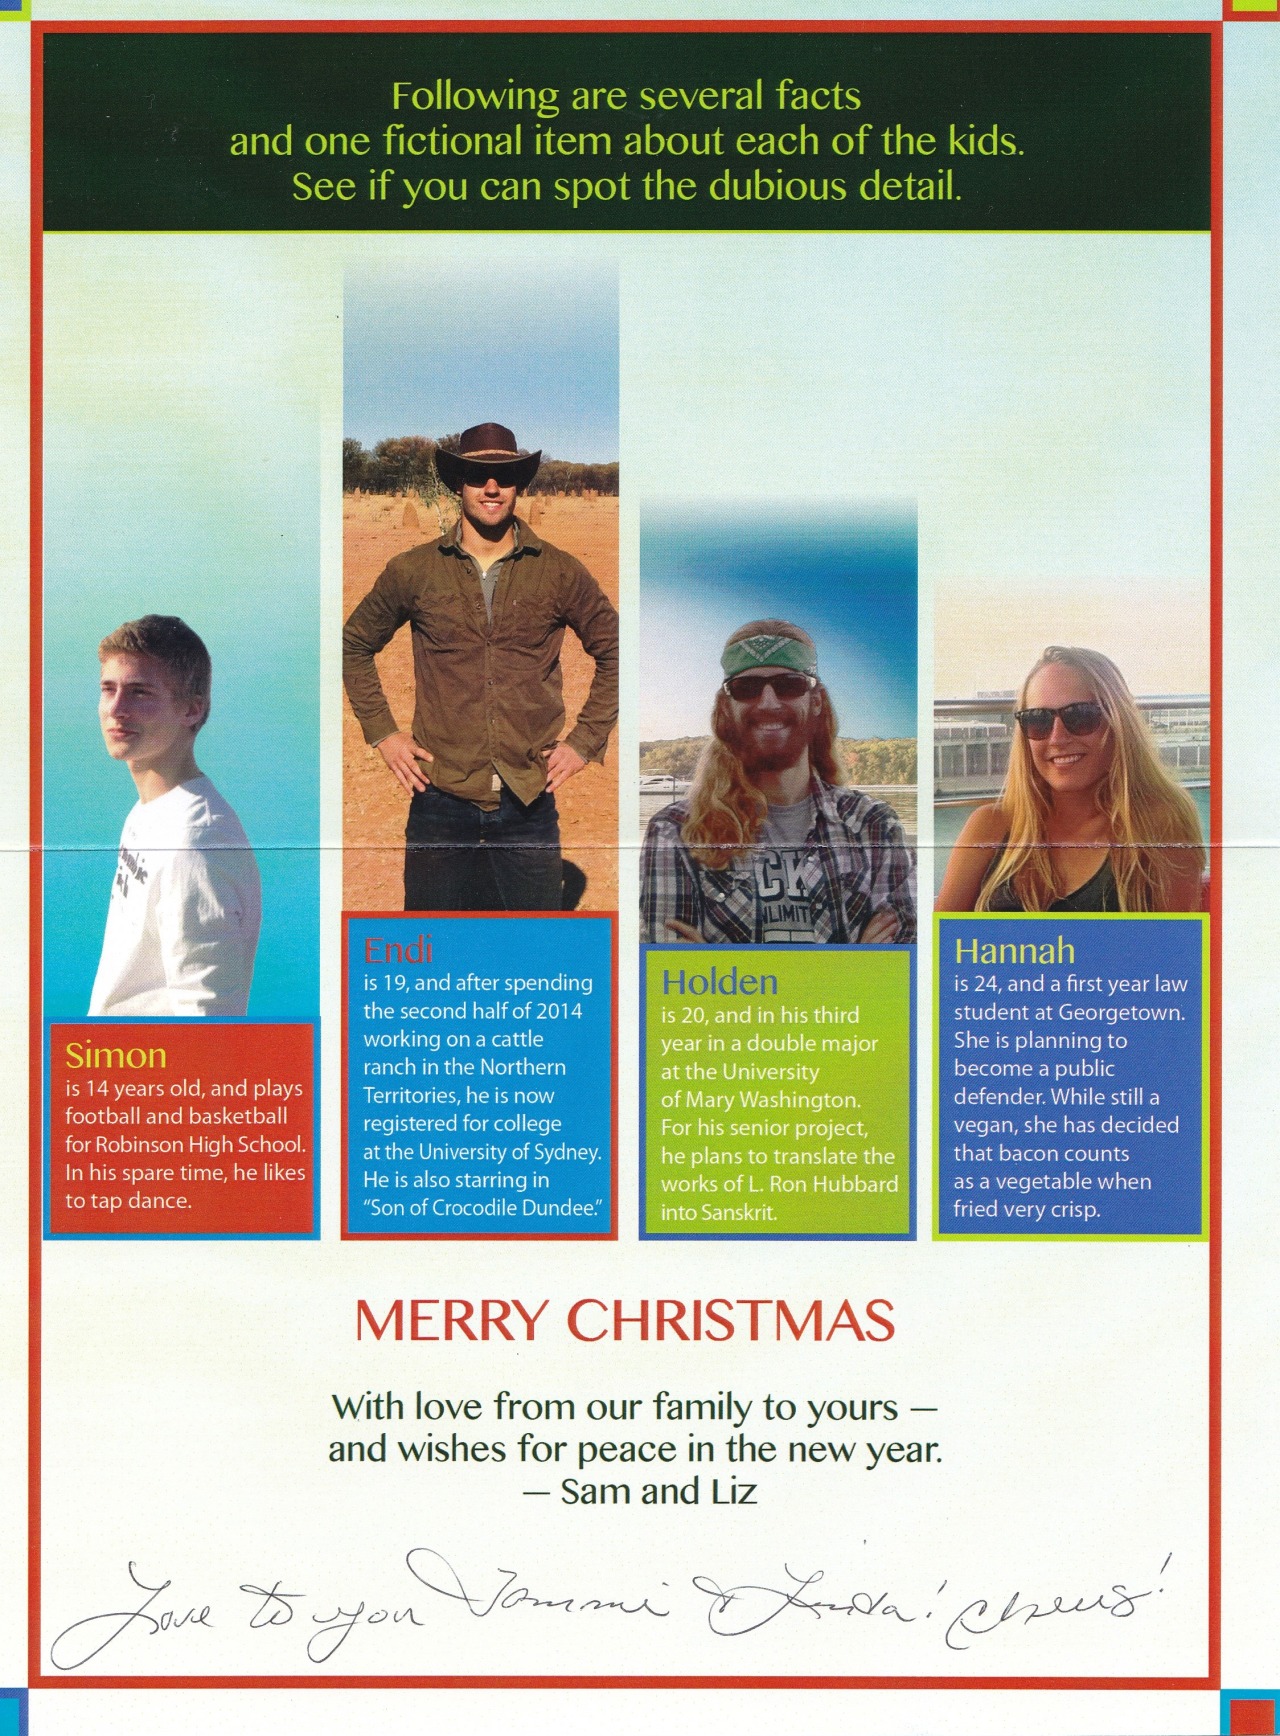 Following are several facts
and one fictional item about each of the kids.
See if you can spot the dubious detail.
Simon
is 14 years old, and plays
football and basketball
for Robinson High School.
In his spare time, he likes
to tap dance.
Endi
is 19, and after spending
the second half of 2014
working on a cattle
ranch in the Northern
Territories, he is now
registered for college
at the University of Sydney.
He is also starring in
“Son of Crocodile Dundee.”
Holden
is 20, and in his third
year in a double major
at the University
of Mary Washington.
For his senior project,
he plans to translate the
works of L. Ron Hubbard
into Sanskrit.
Hannah
is 24, and a first year law
student at Georgetown.
She is planning to
become a public
defender. While still a
vegan, she has decided
that bacon counts
as a vegetable when
fried very crisp.
MERRY CHRISTMAS
With love from our family to yours —
and wishes for peace in the new year.
— Sam and Liz
Love to you Tommi & Linda! Cheers!